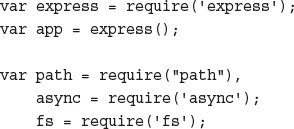 var express = require('express');
var app = express();

var path = require("path"),
    async = require('async');
    fs = require('fs');